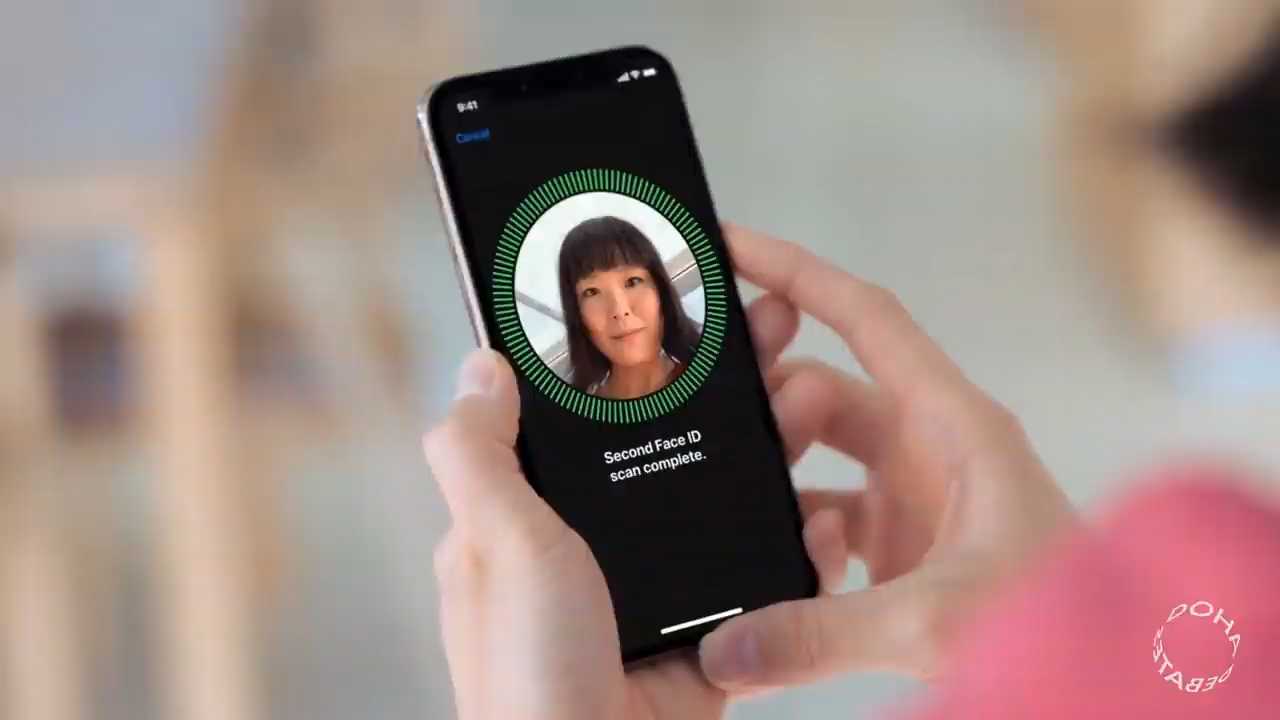 9:41
Cancel
Second Face ID
scan complete.
DOHA
DEBATES